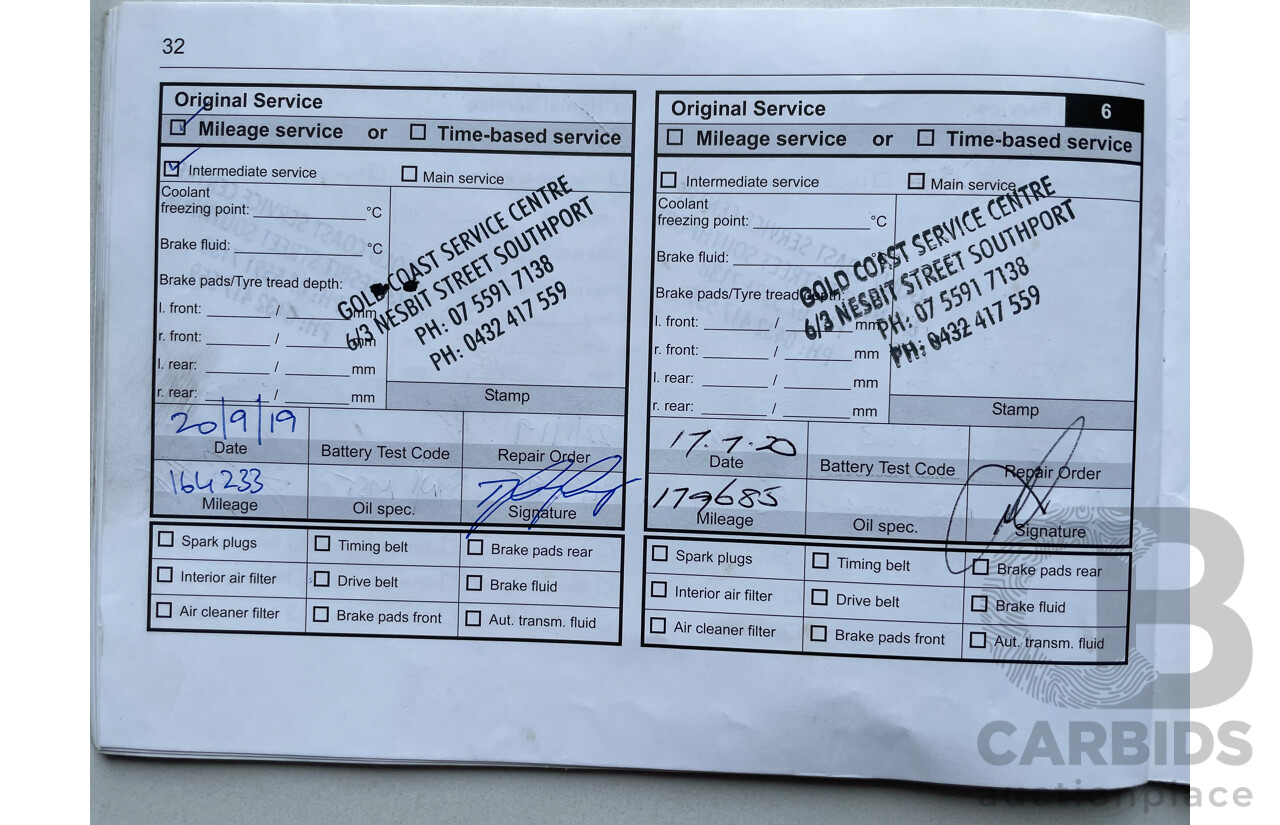 32
Original Service
Mileage service or Time-based service
Intermediate service Main service
Coolant
freezing point: °C
Brake fluid: °C
Brake pads/Tyre tread depth:
l. front: / mm
r. front: / mm
l. rear: / mm
r. rear: / mm
GOLD COAST SERVICE CENTRE
6/3 NESBIT STREET SOUTHPORT
PH: 07 5591 7138
PH: 0432 417 559
Stamp
20/9/19
Date Battery Test Code Repair Order
164233
Mileage Oil spec. Signature
Spark plugs Timing belt Brake pads rear
Interior air filter Drive belt Brake fluid
Air cleaner filter Brake pads front Aut. transm. fluid
Original Service 6
Mileage service or Time-based service
Intermediate service Main service
Coolant
freezing point: °C
Brake fluid: °C
Brake pads/Tyre tread depth:
l. front: / mm
r. front: / mm
l. rear: / mm
r. rear: / mm
GOLD COAST SERVICE CENTRE
6/3 NESBIT STREET SOUTHPORT
PH: 07 5591 7138
PH: 0432 417 559
Stamp
17.7.20
Date Battery Test Code Repair Order
179685
Mileage Oil spec. Signature
Spark plugs Timing belt Brake pads rear
Interior air filter Drive belt Brake fluid
Air cleaner filter Brake pads front Aut. transm. fluid
CARBIDS
auctionplace